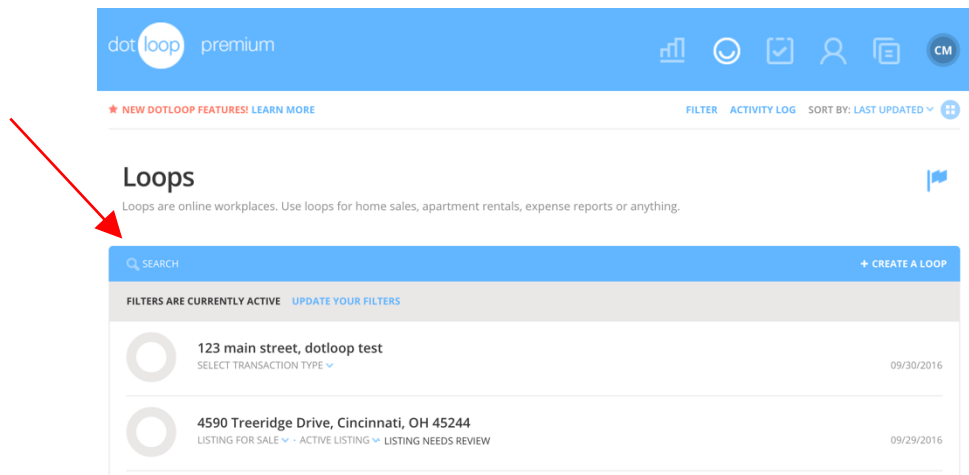 dot loop premium
CM
NEW DOTLOOP FEATURES! LEARN MORE
FILTER ACTIVITY LOG SORT BY: LAST UPDATED
Loops
Loops are online workplaces. Use loops for home sales, apartment rentals, expense reports or anything.
SEARCH
+ CREATE A LOOP
FILTERS ARE CURRENTLY ACTIVE UPDATE YOUR FILTERS
123 main street, dotloop test
SELECT TRANSACTION TYPE
09/30/2016
4590 Treeridge Drive, Cincinnati, OH 45244
LISTING FOR SALE - ACTIVE LISTING LISTING NEEDS REVIEW
09/29/2016